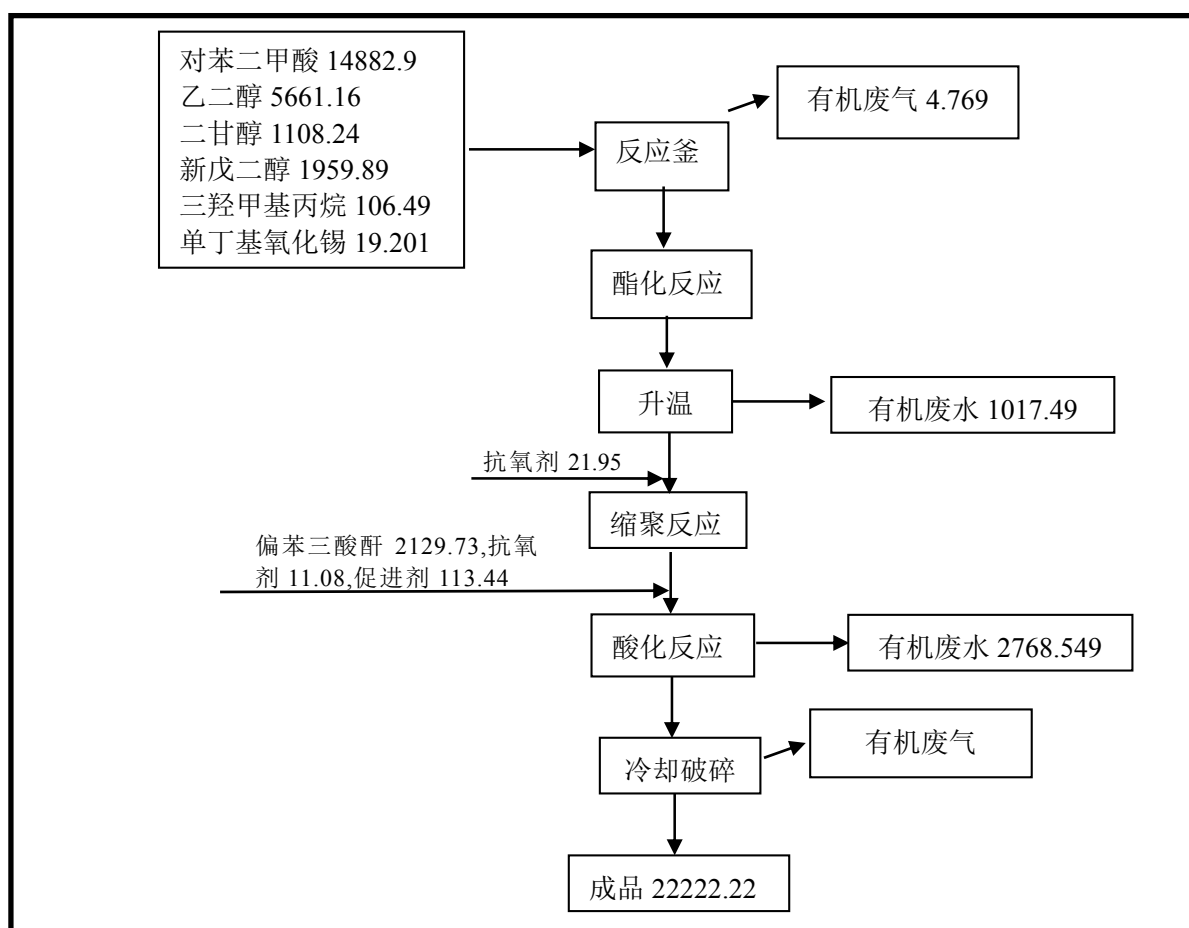 对苯二甲酸 14882.9
乙二醇 5661.16
二甘醇 1108.24
新戊二醇 1959.89
三羟甲基丙烷 106.49
单丁基氧化锡 19.201
有机废气 4.769
反应釜
酯化反应
升温
有机废水 1017.49
抗氧剂 21.95
缩聚反应
偏苯三酸酐 2129.73,抗氧
剂 11.08,促进剂 113.44
酸化反应
有机废水 2768.549
有机废气
冷却破碎
成品 22222.22